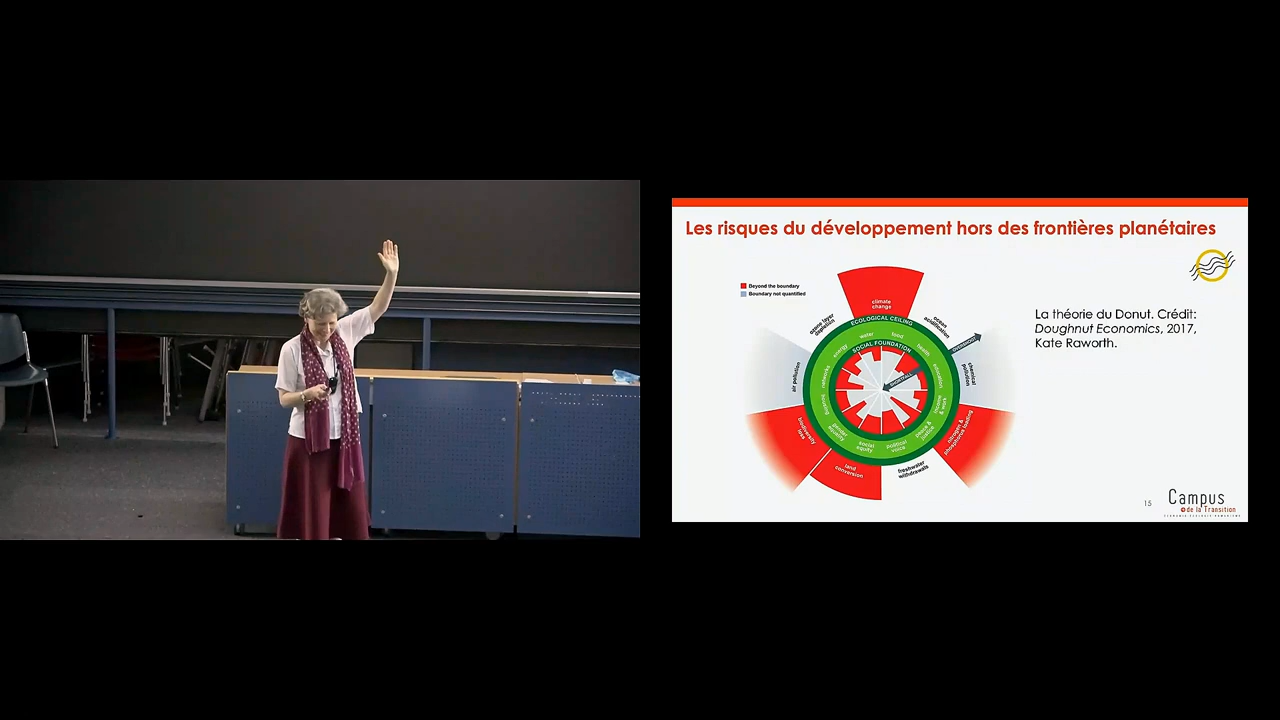 Les risques du développement hors des frontières planétaires
Beyond the boundary
Boundary not quantified
climate
change
ozone layer
depletion
ocean
acidification
ECOLOGICAL CEILING
OVERSHOOT
water
food
energy
health
SOCIAL FOUNDATION
SHORTFALL
air pollution
networks
education
chemical
pollution
housing
income
& work
gender
equality
peace &
justice
social
equity
political
voice
biodiversity
loss
nitrogen &
phosphorus loading
land
conversion
freshwater
withdrawals
La théorie du Donut. Crédit:
Doughnut Economics, 2017,
Kate Raworth.
15
Campus
de la Transition